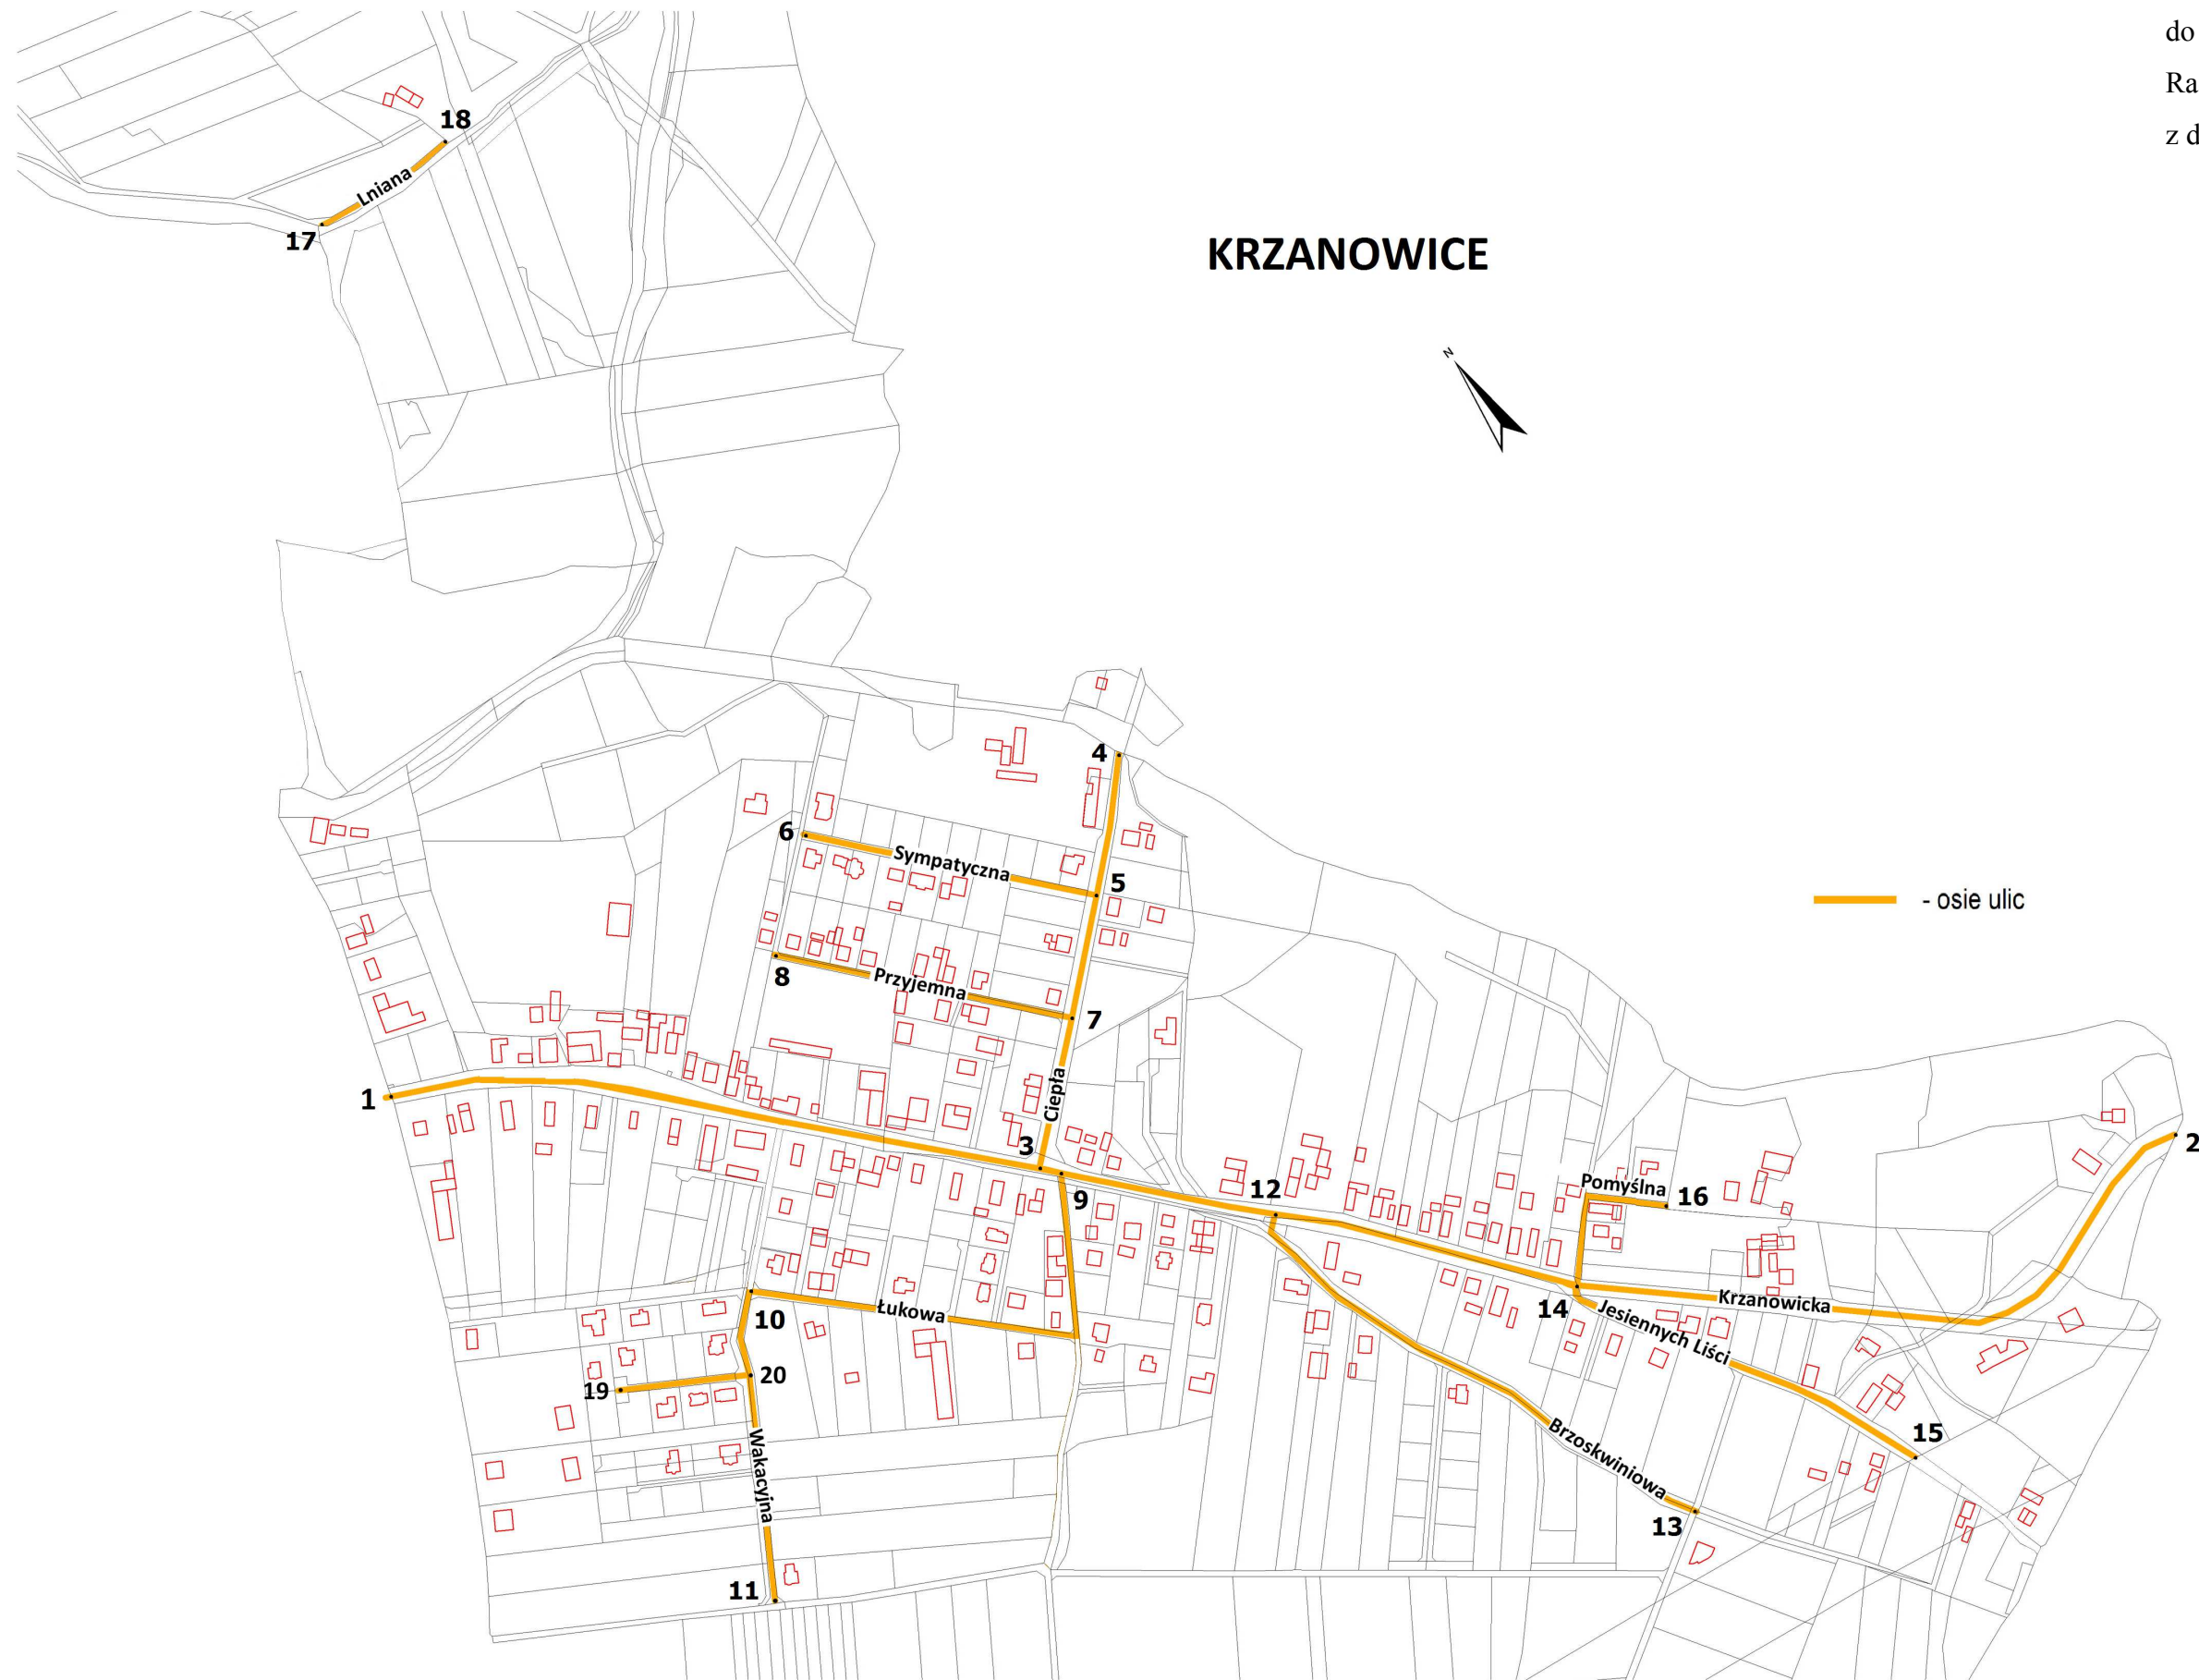 do
Ra
z d
18
Lniana
17
KRZANOWICE
N
4
6
Sympatyczna
5
- osie ulic
8
Przyjemna
7
1
Ciepła
3
2
9
12
Pomyślna
16
10
Łukowa
14
Jesiennych Liści
Krzanowicka
19
20
Wakacyjna
Brzoskwiniowa
15
13
11